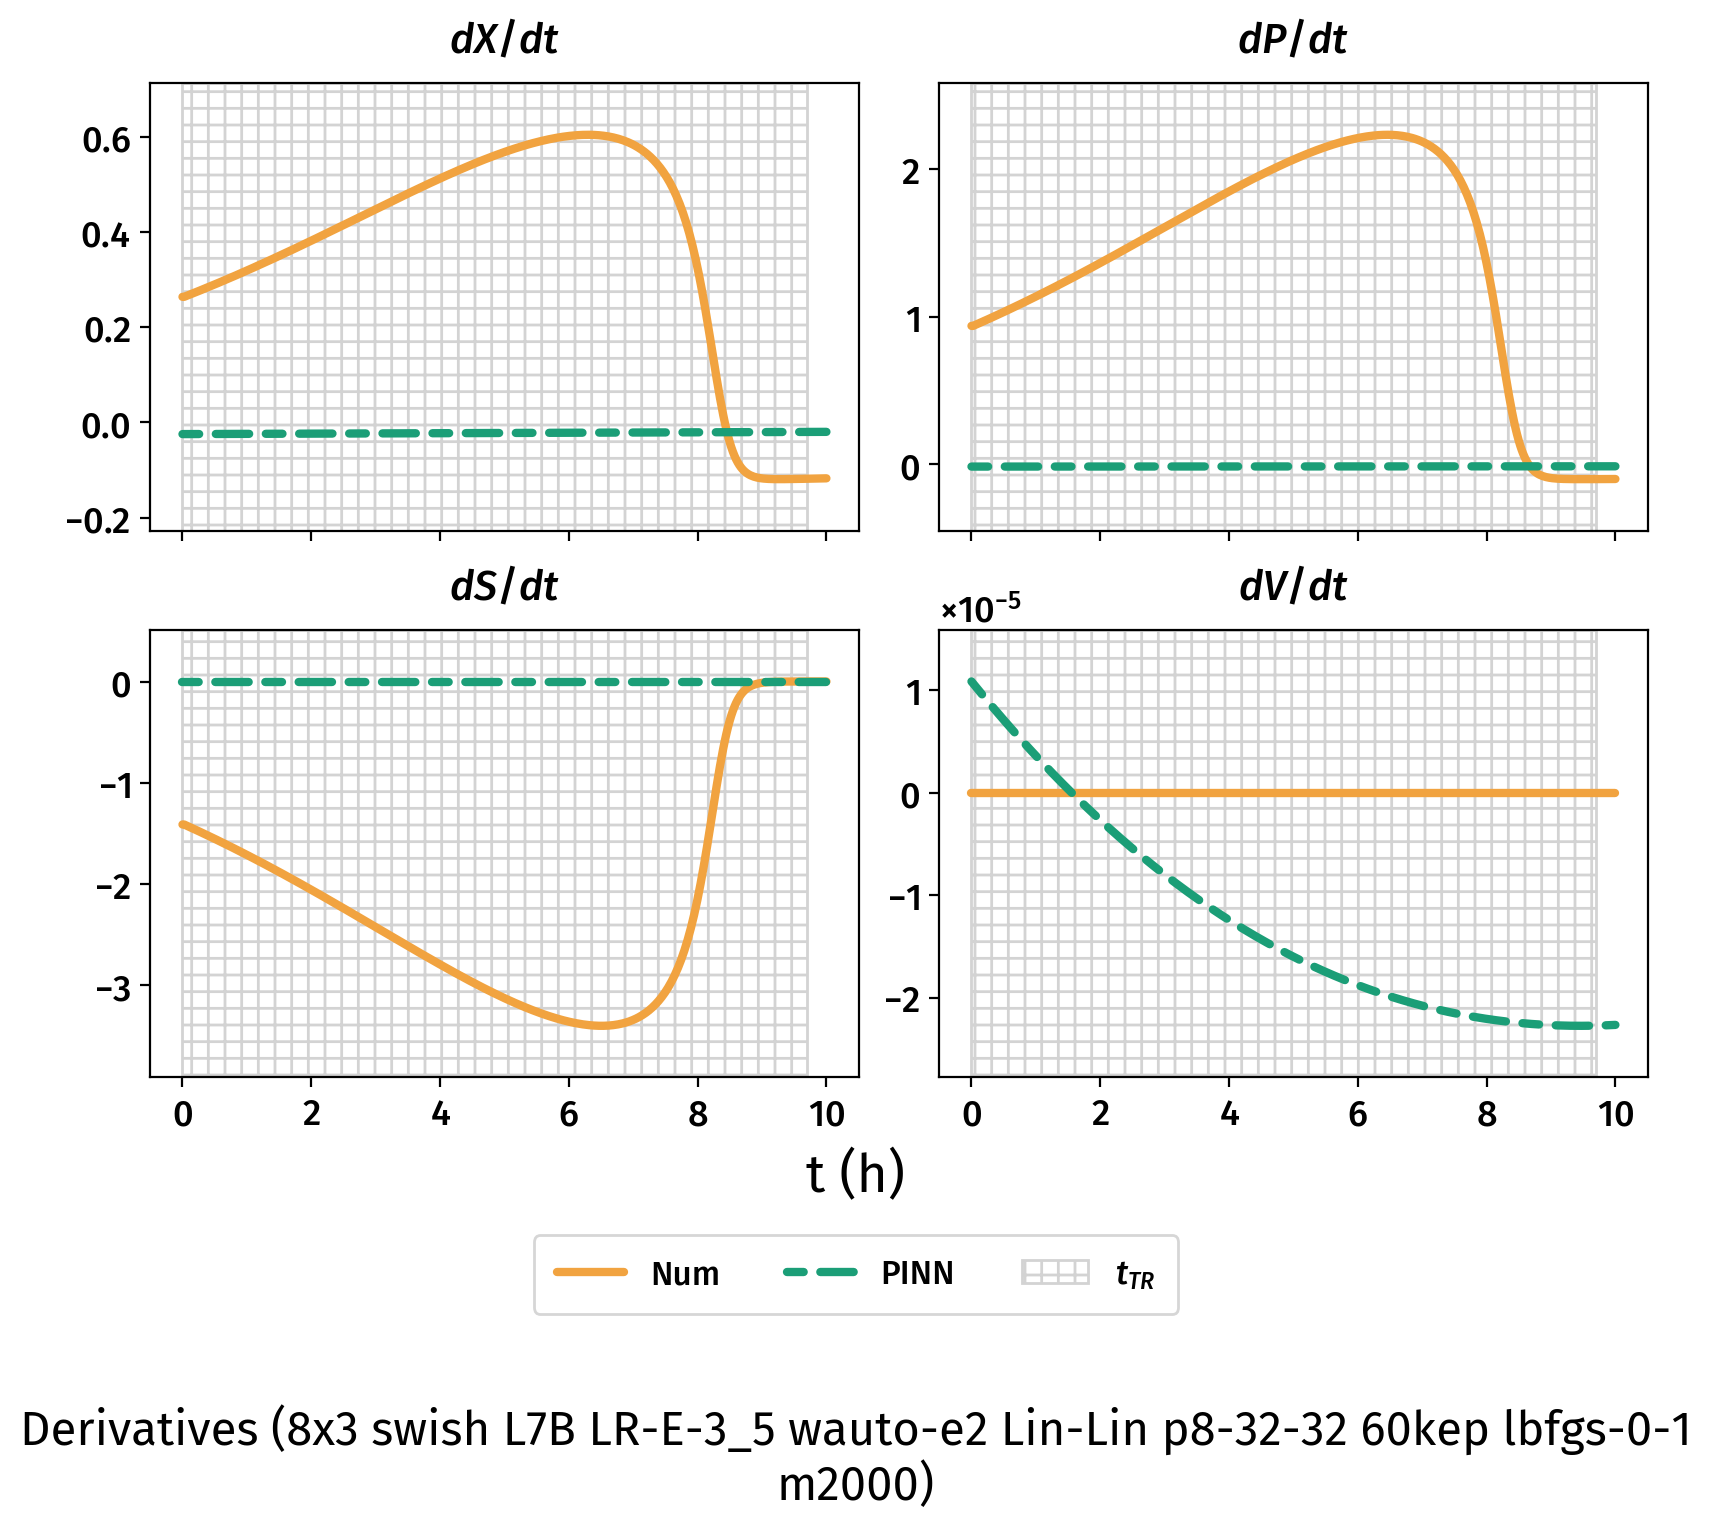 dX/dt
dP/dt
0.6
0.4
0.2
0.0
−0.2
2
1
0
dS/dt
dV/dt
×10⁻⁵
0
−1
−2
−3
1
0
−1
−2
0 2 4 6 8 10
0 2 4 6 8 10
t (h)
Num PINN t_TR
Derivatives (8x3 swish L7B LR-E-3_5 wauto-e2 Lin-Lin p8-32-32 60kep lbfgs-0-1
m2000)